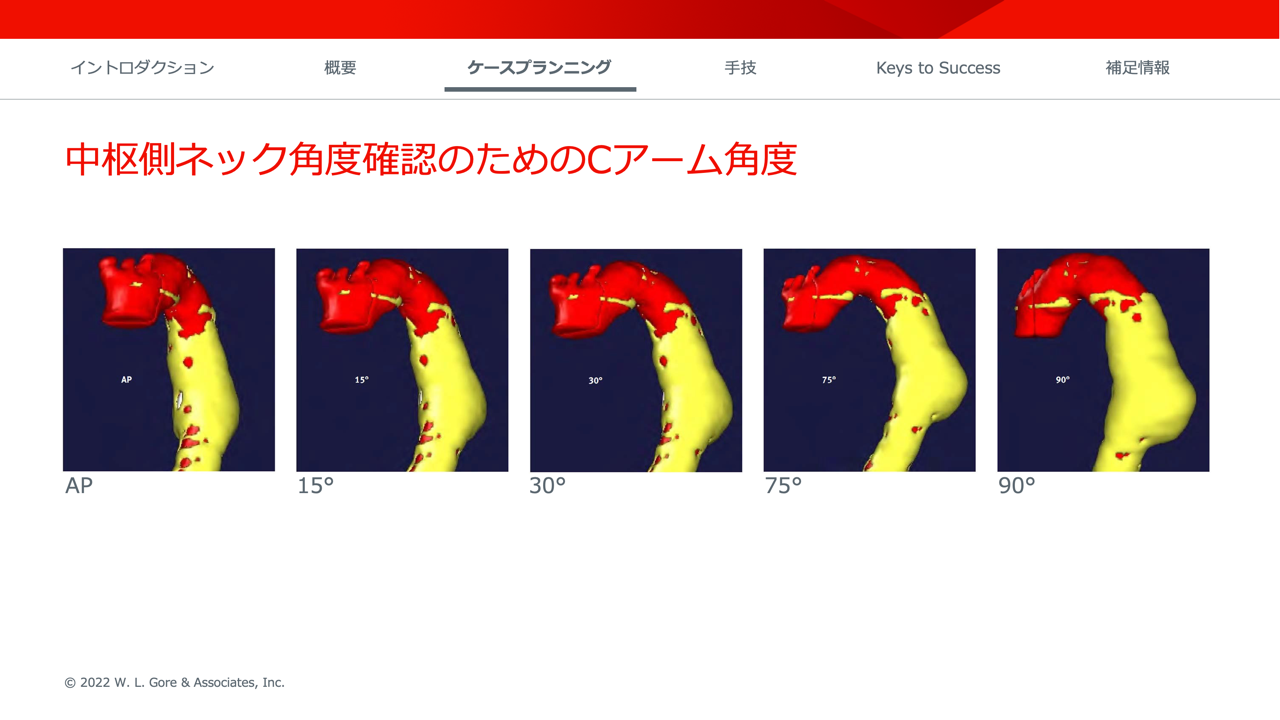 イントロダクション
概要
ケースプランニング
手技
Keys to Success
補足情報
中枢側ネック角度確認のためのCアーム角度
AP
15°
30°
75°
90°
AP
15°
30°
75°
90°
© 2022 W. L. Gore & Associates, Inc.